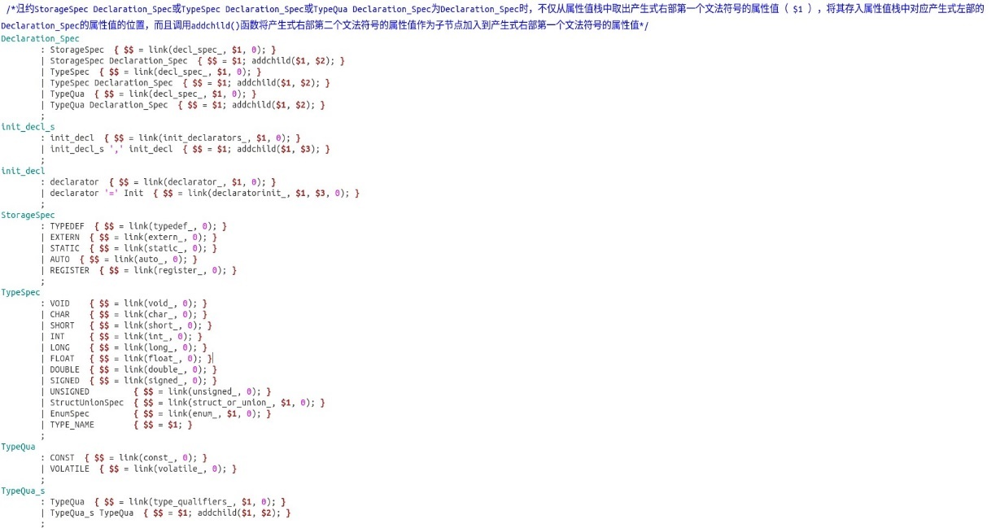 /*归约StorageSpec Declaration_Spec或TypeSpec Declaration_Spec或TypeQua Declaration_Spec为Declaration_Spec时，不仅从属性值栈中取出产生式右部第一个文法符号的属性值（ $1 ），将其存入属性值栈中对应产生式左部的
Declaration_Spec的属性值的位置，而且调用addchild()函数将产生式右部第二个文法符号的属性值作为子节点加入到产生式右部第一个文法符号的属性值*/
Declaration_Spec
: StorageSpec { $$ = link(decl_spec_, $1, 0); }
| StorageSpec Declaration_Spec { $$ = $1; addchild($1, $2); }
| TypeSpec { $$ = link(decl_spec_, $1, 0); }
| TypeSpec Declaration_Spec { $$ = $1; addchild($1, $2); }
| TypeQua { $$ = link(decl_spec_, $1, 0); }
| TypeQua Declaration_Spec { $$ = $1; addchild($1, $2); }
;
init_decl_s
: init_decl { $$ = link(init_declarators_, $1, 0); }
| init_decl_s ',' init_decl { $$ = $1; addchild($1, $3); }
;
init_decl
: declarator { $$ = link(declarator_, $1, 0); }
| declarator '=' Init { $$ = link(declaratorinit_, $1, $3, 0); }
;
StorageSpec
: TYPEDEF { $$ = link(typedef_, 0); }
| EXTERN { $$ = link(extern_, 0); }
| STATIC { $$ = link(static_, 0); }
| AUTO { $$ = link(auto_, 0); }
| REGISTER { $$ = link(register_, 0); }
;
TypeSpec
: VOID { $$ = link(void_, 0); }
| CHAR { $$ = link(char_, 0); }
| SHORT { $$ = link(short_, 0); }
| INT { $$ = link(int_, 0); }
| LONG { $$ = link(long_, 0); }
| FLOAT { $$ = link(float_, 0); }
| DOUBLE { $$ = link(double_, 0); }
| SIGNED { $$ = link(signed_, 0); }
| UNSIGNED { $$ = link(unsigned_, 0); }
| StructUnionSpec { $$ = link(struct_or_union_, $1, 0); }
| EnumSpec { $$ = link(enum_, $1, 0); }
| TYPE_NAME { $$ = $1; }
;
TypeQua
: CONST { $$ = link(const_, 0); }
| VOLATILE { $$ = link(volatile_, 0); }
;
TypeQua_s
: TypeQua { $$ = link(type_qualifiers_, $1, 0); }
| TypeQua_s TypeQua { $$ = $1; addchild($1, $2); }
;